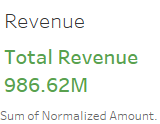 Revenue
Total Revenue
986.62M
Sum of Normalized Amount.